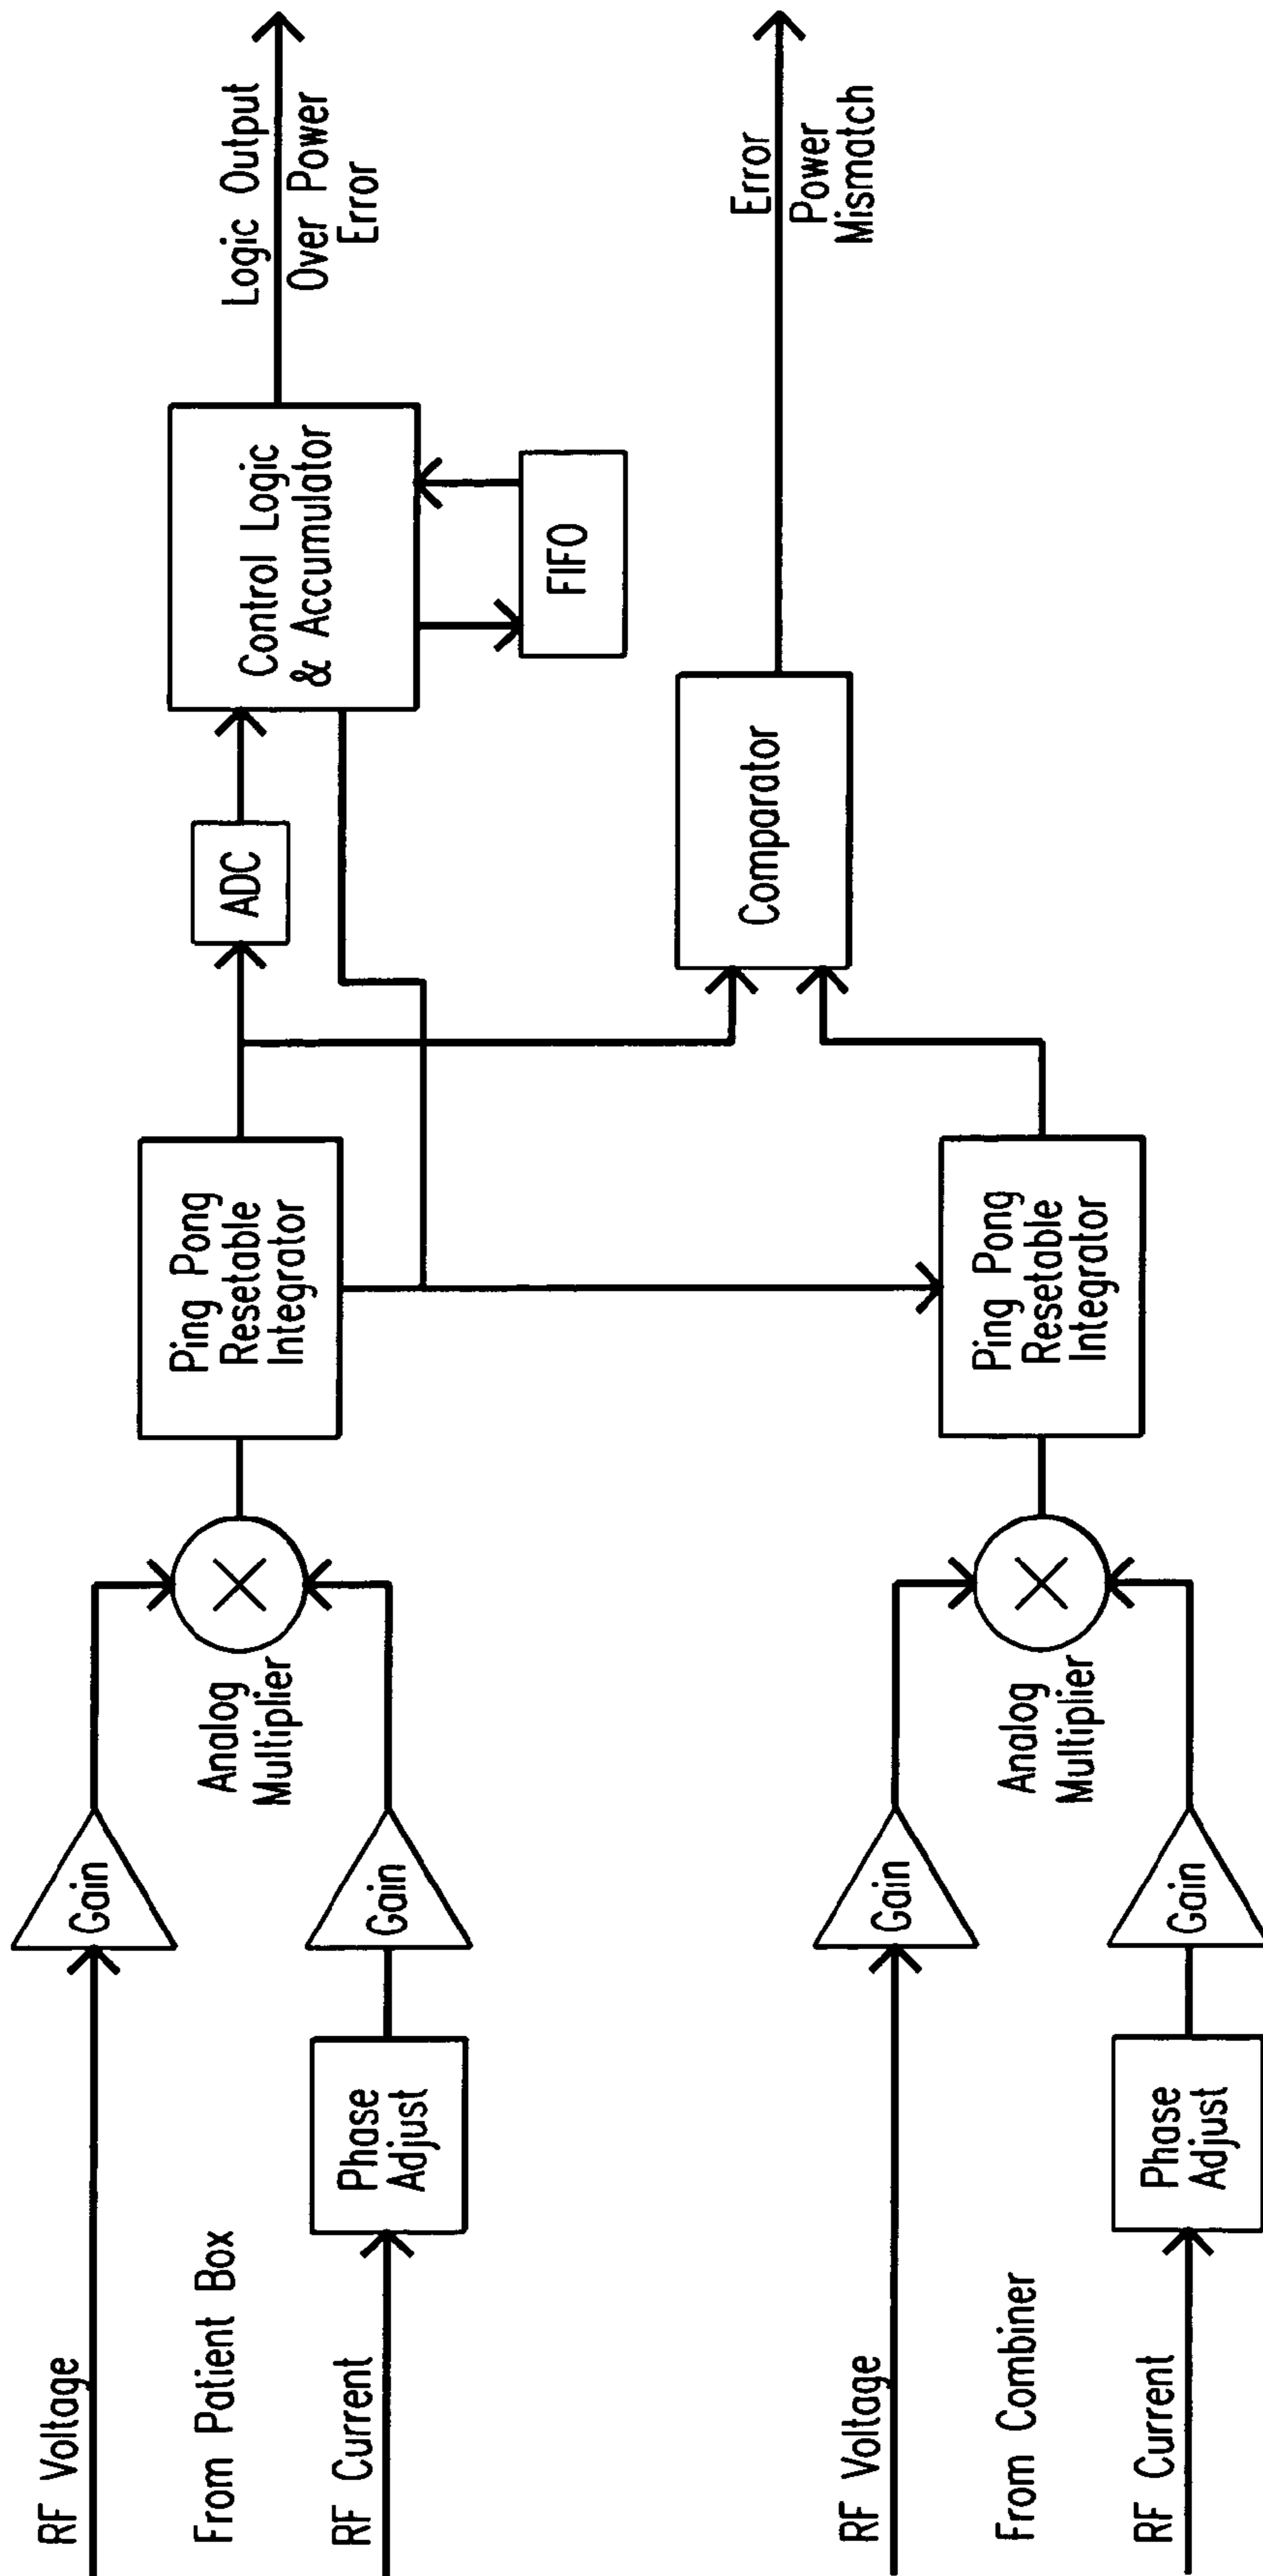 RF Voltage
From Patient Box
RF Current
Phase
Adjust
Gain
Gain
Analog
Multiplier
Ping Pong
Resetable
Integrator
ADC
Control Logic
& Accumulator
FIFO
Logic Output
Over Power
Error
RF Voltage
From Combiner
RF Current
Phase
Adjust
Gain
Gain
Analog
Multiplier
Ping Pong
Resetable
Integrator
Comparator
Error
Power
Mismatch